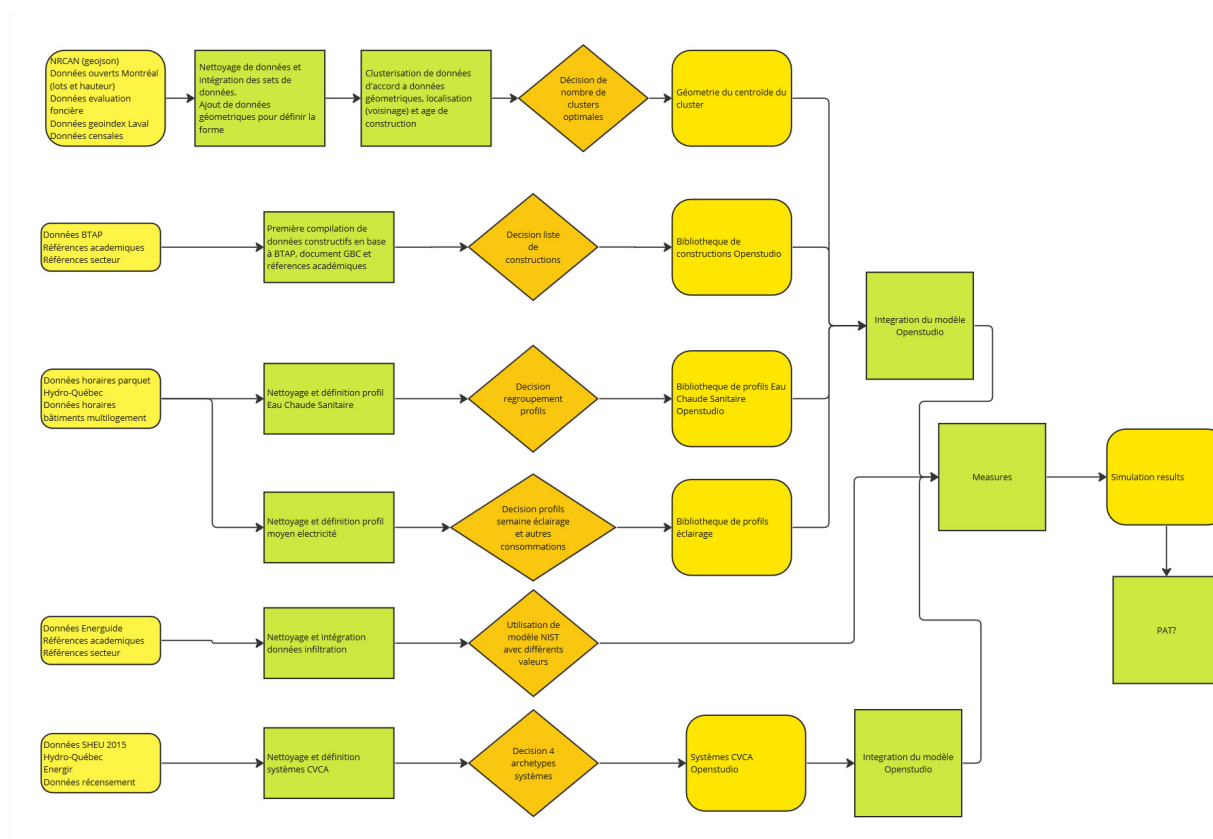 NRCAN (geojson)
Données ouverts Montréal
(lots et hauteur)
Données evaluation
foncière
Données geoindex Laval
Données censales
Nettoyage de données et
intégration des sets de
données.
Ajout de données
géometriques pour définir la
forme
Clusterisation de données
d'accord a données
géometriques, localisation
(voisinage) et age de
construction
Décision de
nombre de
clusters
optimales
Géometrie du centroïde du
cluster
Données BTAP
Références academiques
Références secteur
Première compilation de
données constructifs en base
à BTAP, document GBC et
réferences académiques
Decision liste
de
constructions
Bibliotheque de
constructions Openstudio
Integration du modèle
Openstudio
Données horaires parquet
Hydro-Québec
Données horaires
bâtiments multilogement
Nettoyage et définition profil
Eau Chaude Sanitaire
Decision
regroupement
profils
Bibliotheque de profils Eau
Chaude Sanitaire
Openstudio
Nettoyage et définition profil
moyen electricité
Decision profils
semaine éclairage
et autres
consommations
Bibliotheque de profils
éclairage
Measures
Simulation results
Données Energuide
Références academiques
Références secteur
Nettoyage et intégration
données infiltration
Utilisation de
modèle NIST
avec différents
valeurs
PAT?
Données SHEU 2015
Hydro-Québec
Energir
Données récensement
Nettoyage et définition
systèmes CVCA
Decision 4
archetypes
systèmes
Systèmes CVCA
Openstudio
Integration du modèle
Openstudio